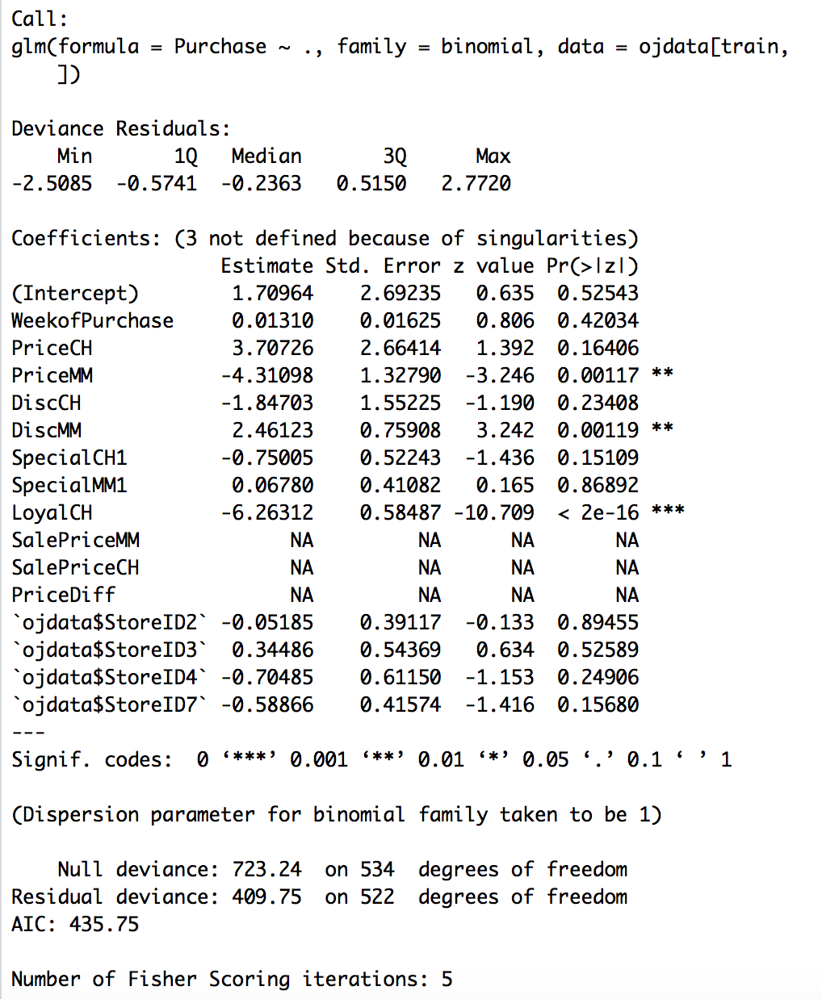 Call:
glm(formula = Purchase ~ ., family = binomial, data = ojdata[train,
    ])

Deviance Residuals:
    Min       1Q   Median       3Q      Max
-2.5085  -0.5741  -0.2363   0.5150   2.7720

Coefficients: (3 not defined because of singularities)
                  Estimate Std. Error z value Pr(>|z|)
(Intercept)        1.70964    2.69235   0.635  0.52543
WeekofPurchase     0.01310    0.01625   0.806  0.42034
PriceCH            3.70726    2.66414   1.392  0.16406
PriceMM           -4.31098    1.32790  -3.246  0.00117 **
DiscCH            -1.84703    1.55225  -1.190  0.23408
DiscMM             2.46123    0.75908   3.242  0.00119 **
SpecialCH1        -0.75005    0.52243  -1.436  0.15109
SpecialMM1         0.06780    0.41082   0.165  0.86892
LoyalCH           -6.26312    0.58487 -10.709  < 2e-16 ***
SalePriceMM             NA         NA      NA       NA
SalePriceCH             NA         NA      NA       NA
PriceDiff               NA         NA      NA       NA
`ojdata$StoreID2` -0.05185    0.39117  -0.133  0.89455
`ojdata$StoreID3`  0.34486    0.54369   0.634  0.52589
`ojdata$StoreID4` -0.70485    0.61150  -1.153  0.24906
`ojdata$StoreID7` -0.58866    0.41574  -1.416  0.15680
---
Signif. codes:  0 ‘***’ 0.001 ‘**’ 0.01 ‘*’ 0.05 ‘.’ 0.1 ‘ ’ 1

(Dispersion parameter for binomial family taken to be 1)

    Null deviance: 723.24  on 534  degrees of freedom
Residual deviance: 409.75  on 522  degrees of freedom
AIC: 435.75

Number of Fisher Scoring iterations: 5